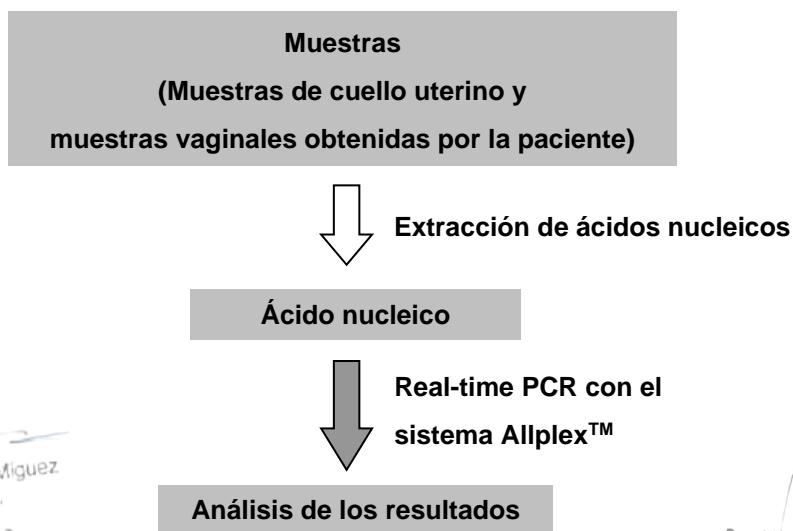 Muestras
(Muestras de cuello uterino y
muestras vaginales obtenidas por la paciente)
Extracción de ácidos nucleicos
Ácido nucleico
Real-time PCR con el
sistema Allplex™
Miguez
Análisis de los resultados